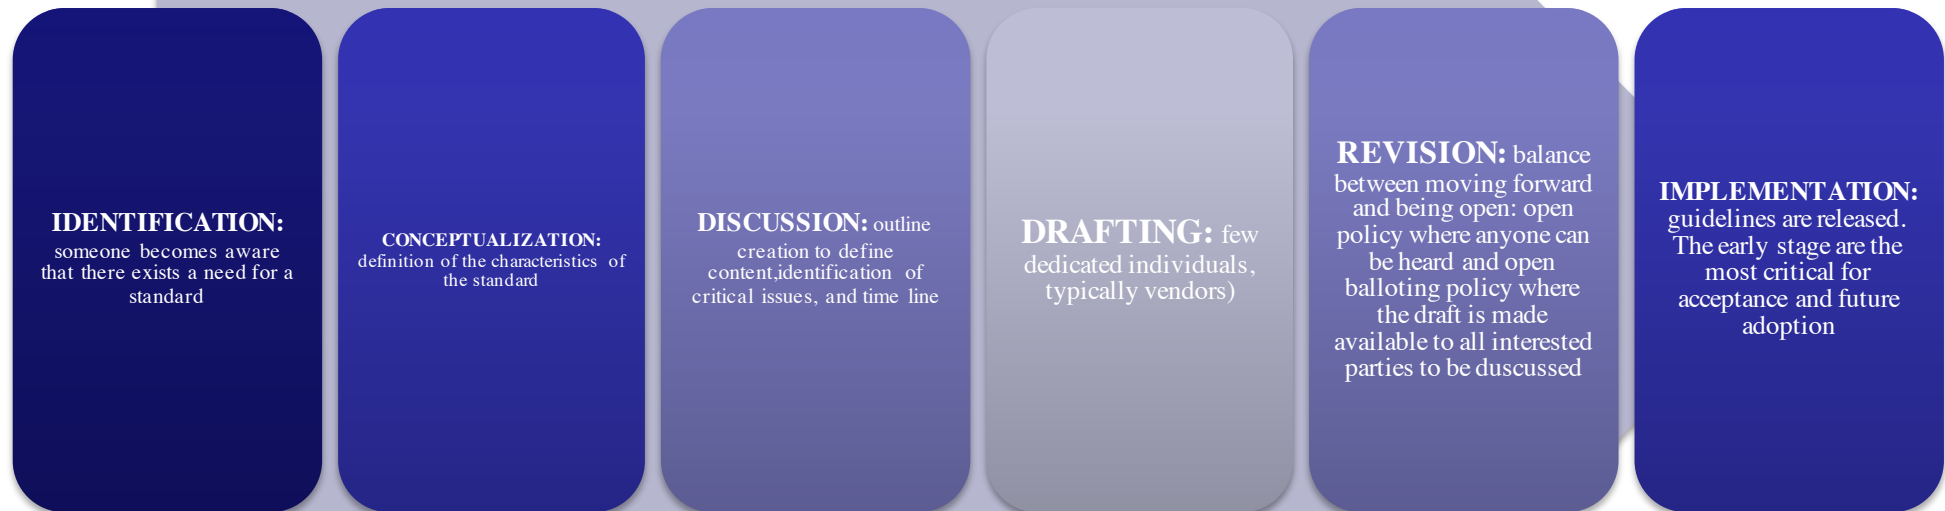 IDENTIFICATION:
someone becomes aware
that there exists a need for a
standard
CONCEPTUALIZATION:
definition of the characteristics of
the standard
DISCUSSION: outline
creation to define
content,identification of
critical issues, and time line
DRAFTING: few
dedicated individuals,
typically vendors)
REVISION: balance
between moving forward
and being open: open
policy where anyone can
be heard and open
balloting policy where
the draft is made
available to all interested
parties to be duscussed
IMPLEMENTATION:
guidelines are released.
The early stage are the
most critical for
acceptance and future
adoption